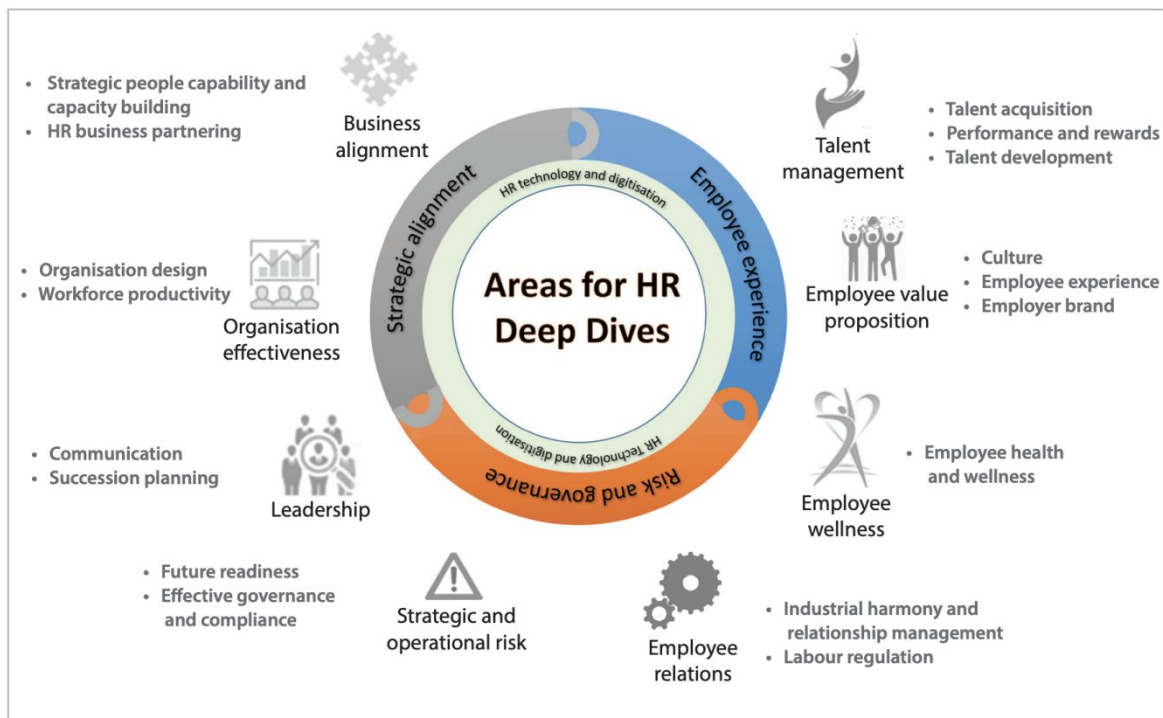 • Strategic people capability and
capacity building
• HR business partnering
Business
alignment
• Organisation design
• Workforce productivity
Organisation
effectiveness
• Communication
• Succession planning
Leadership
• Future readiness
• Effective governance
and compliance
Strategic and
operational risk
Strategic alignment
Employee experience
Risk and governance
HR technology and digitisation
Areas for HR
Deep Dives
HR Technology and digitisation
Talent
management
• Talent acquisition
• Performance and rewards
• Talent development
Employee value
proposition
• Culture
• Employee experience
• Employer brand
Employee
wellness
• Employee health
and wellness
Employee
relations
• Industrial harmony and
relationship management
• Labour regulation